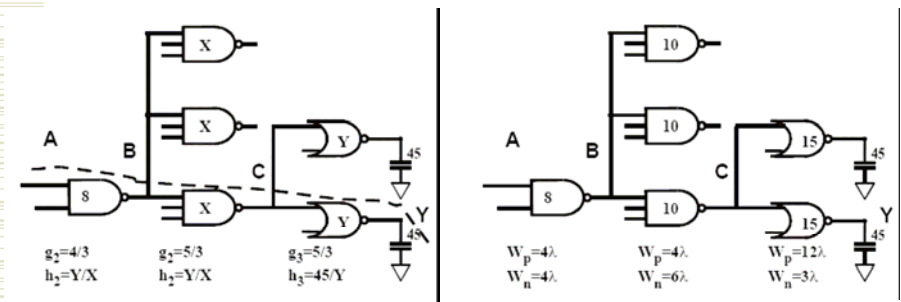 X
X
A
B
C
Y
45
8
X
Y
Y
45
g₂=4/3
h₂=Y/X
g₂=5/3
h₂=Y/X
g₃=5/3
h₃=45/Y
10
10
A
B
C
15
45
8
10
15
Y
45
Wₚ=4λ
Wₙ=4λ
Wₚ=4λ
Wₙ=6λ
Wₚ=12λ
Wₙ=3λ